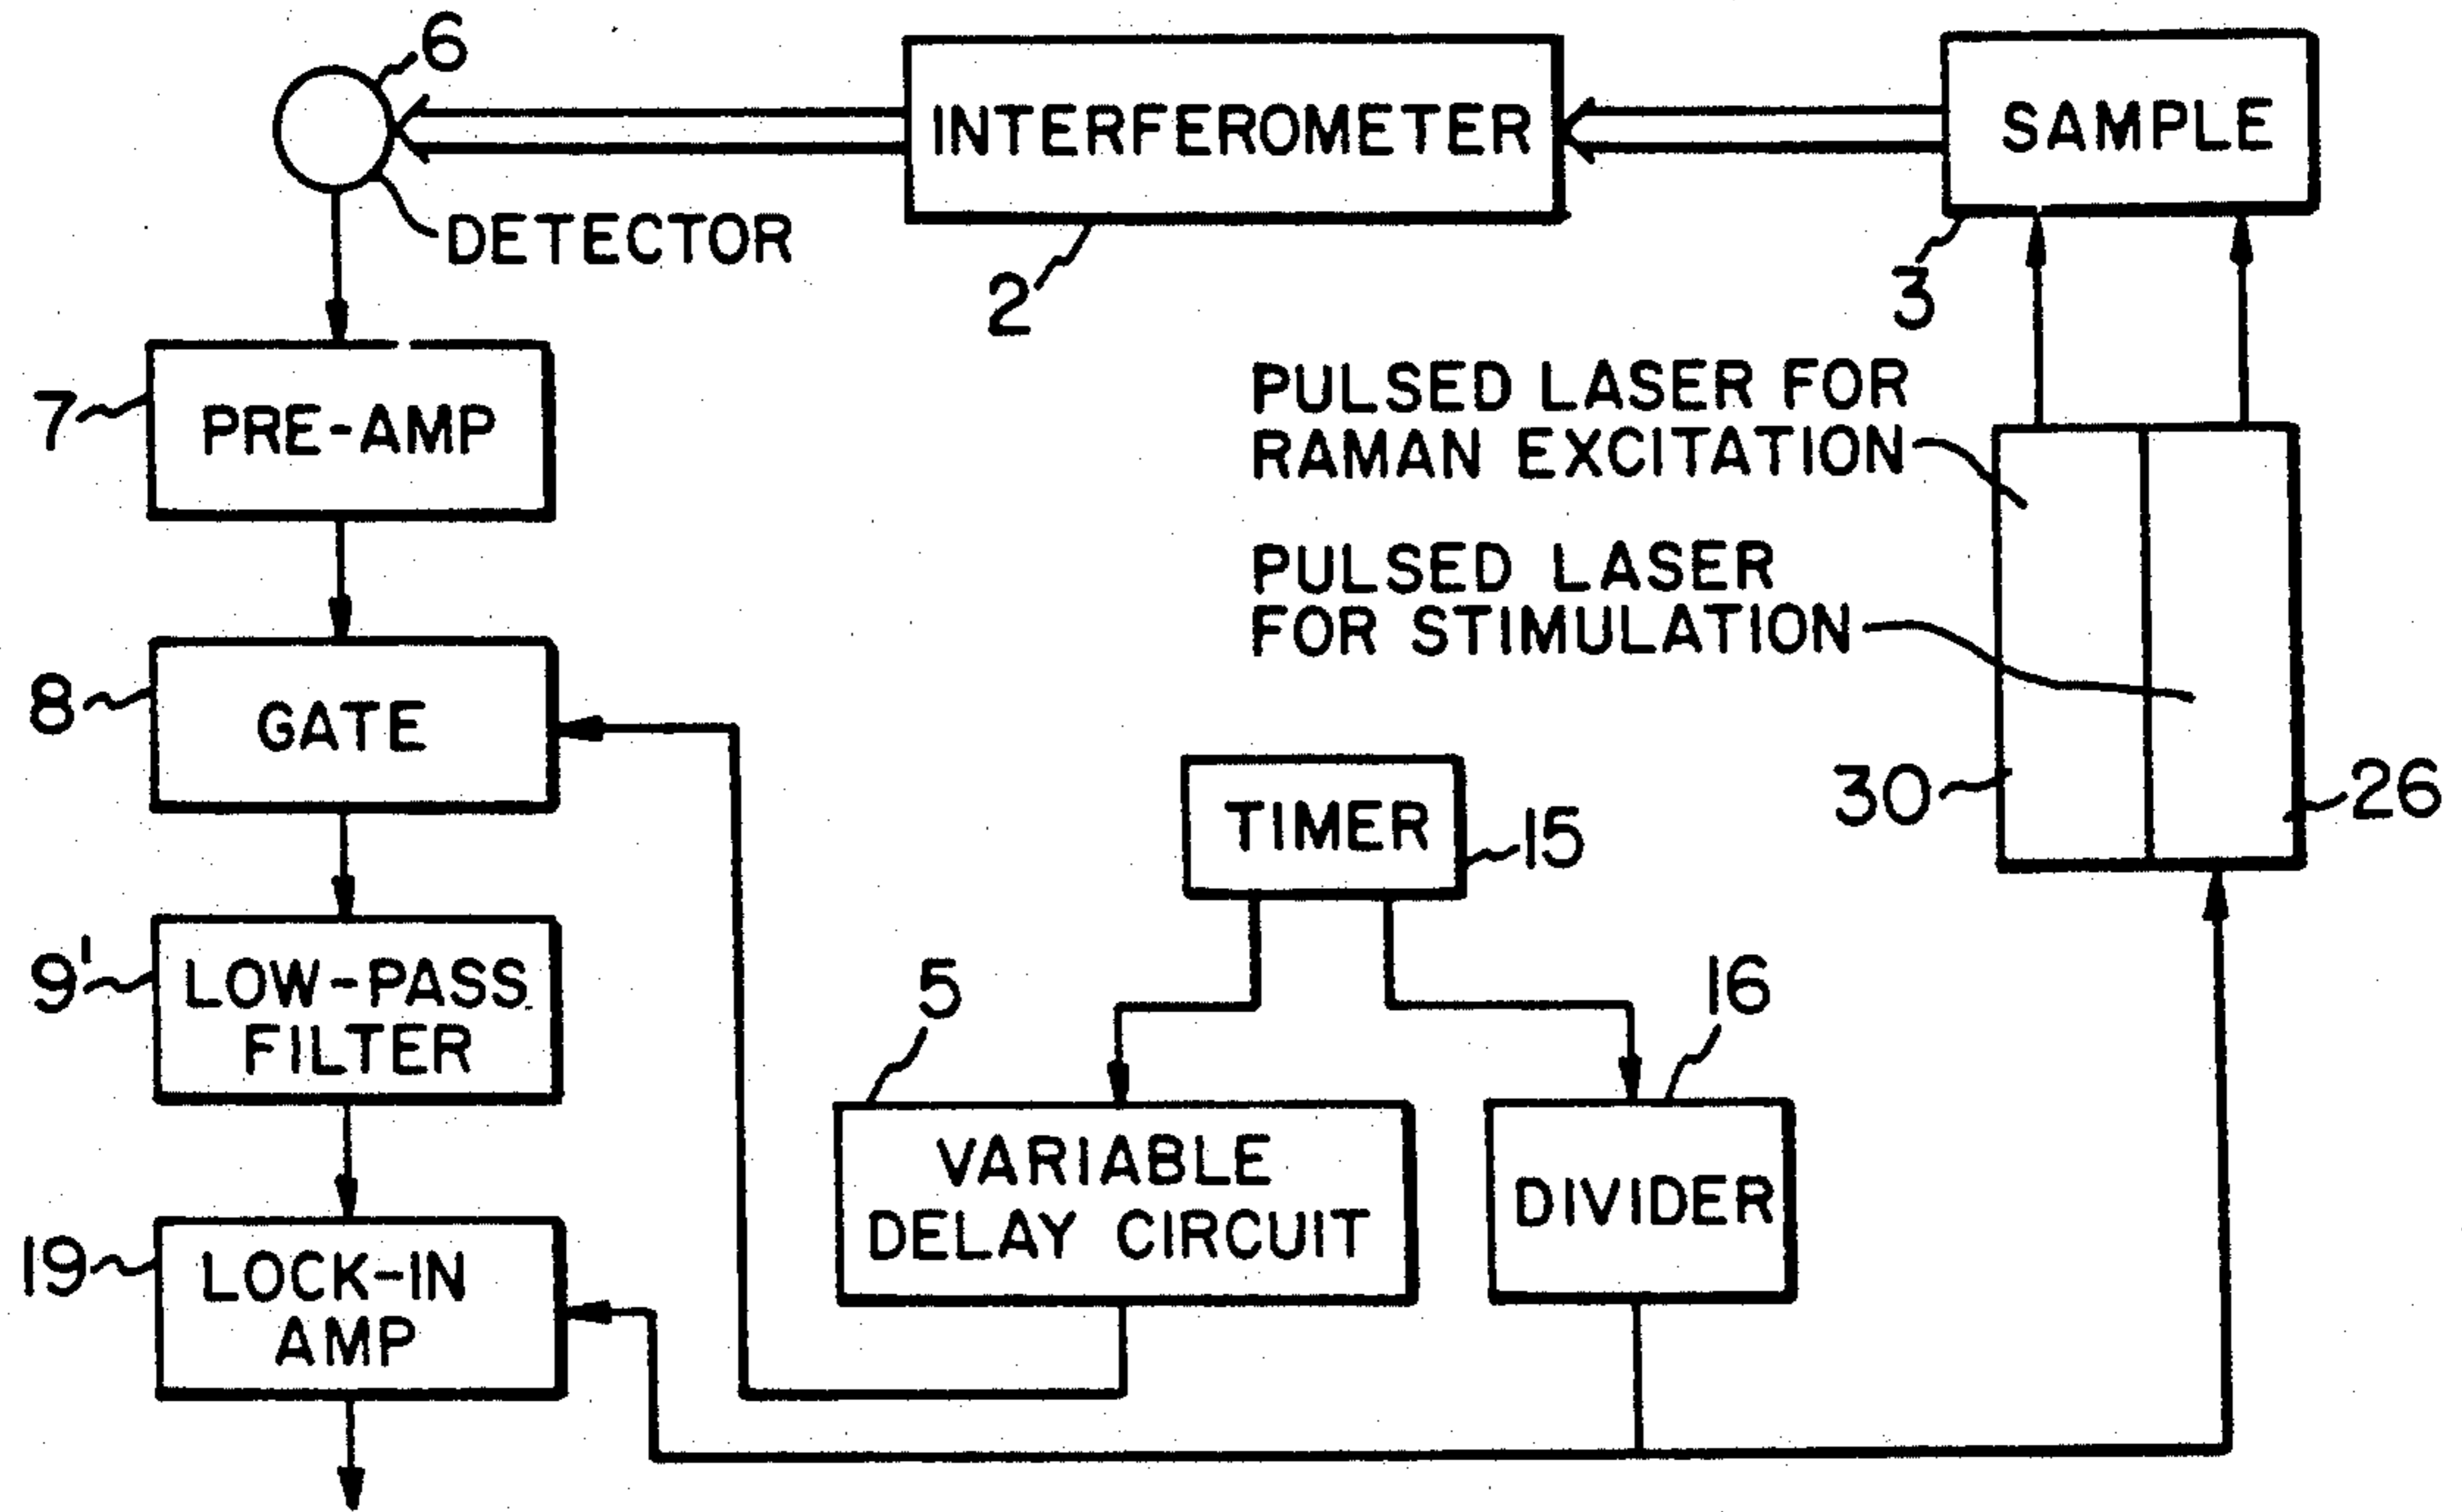 6
INTERFEROMETER
SAMPLE
DETECTOR
2
3
7
PRE-AMP
PULSED LASER FOR
RAMAN EXCITATION
PULSED LASER
FOR STIMULATION
8
GATE
TIMER
15
30
26
9'
LOW-PASS
FILTER
5
16
VARIABLE
DELAY CIRCUIT
DIVIDER
19
LOCK-IN
AMP